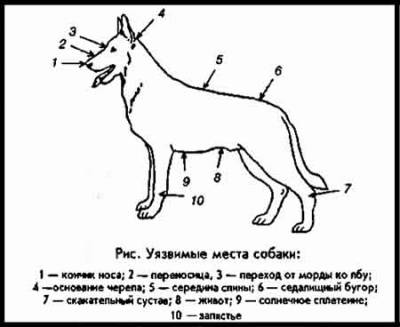 4
3
2
1
5
6
9
8
10
7
Рис. Уязвимые места собаки:
1 — кончик носа; 2 — переносица, 3 — переход от морды ко лбу;
4 —основание черепа; 5 — середина спины; 6 — седалищный бугор;
7 — скакательный сустав; 8 — живот; 9 — солнечное сплетение;
10 — запястье